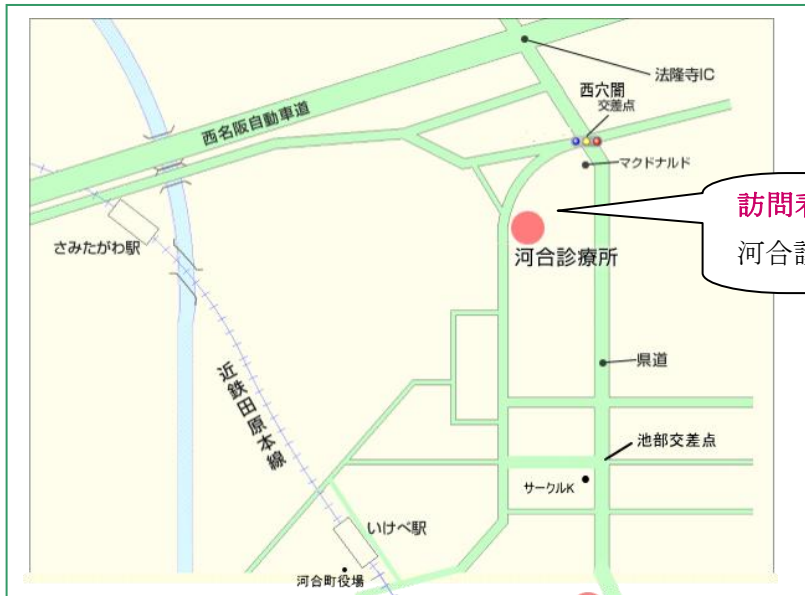 法隆寺IC
西穴闇
交差点
西名阪自動車道
マクドナルド
訪問
さみたがわ駅
河合診療所
河合
県道
近鉄田原本線
池部交差点
サークルK
いけべ駅
河合町役場